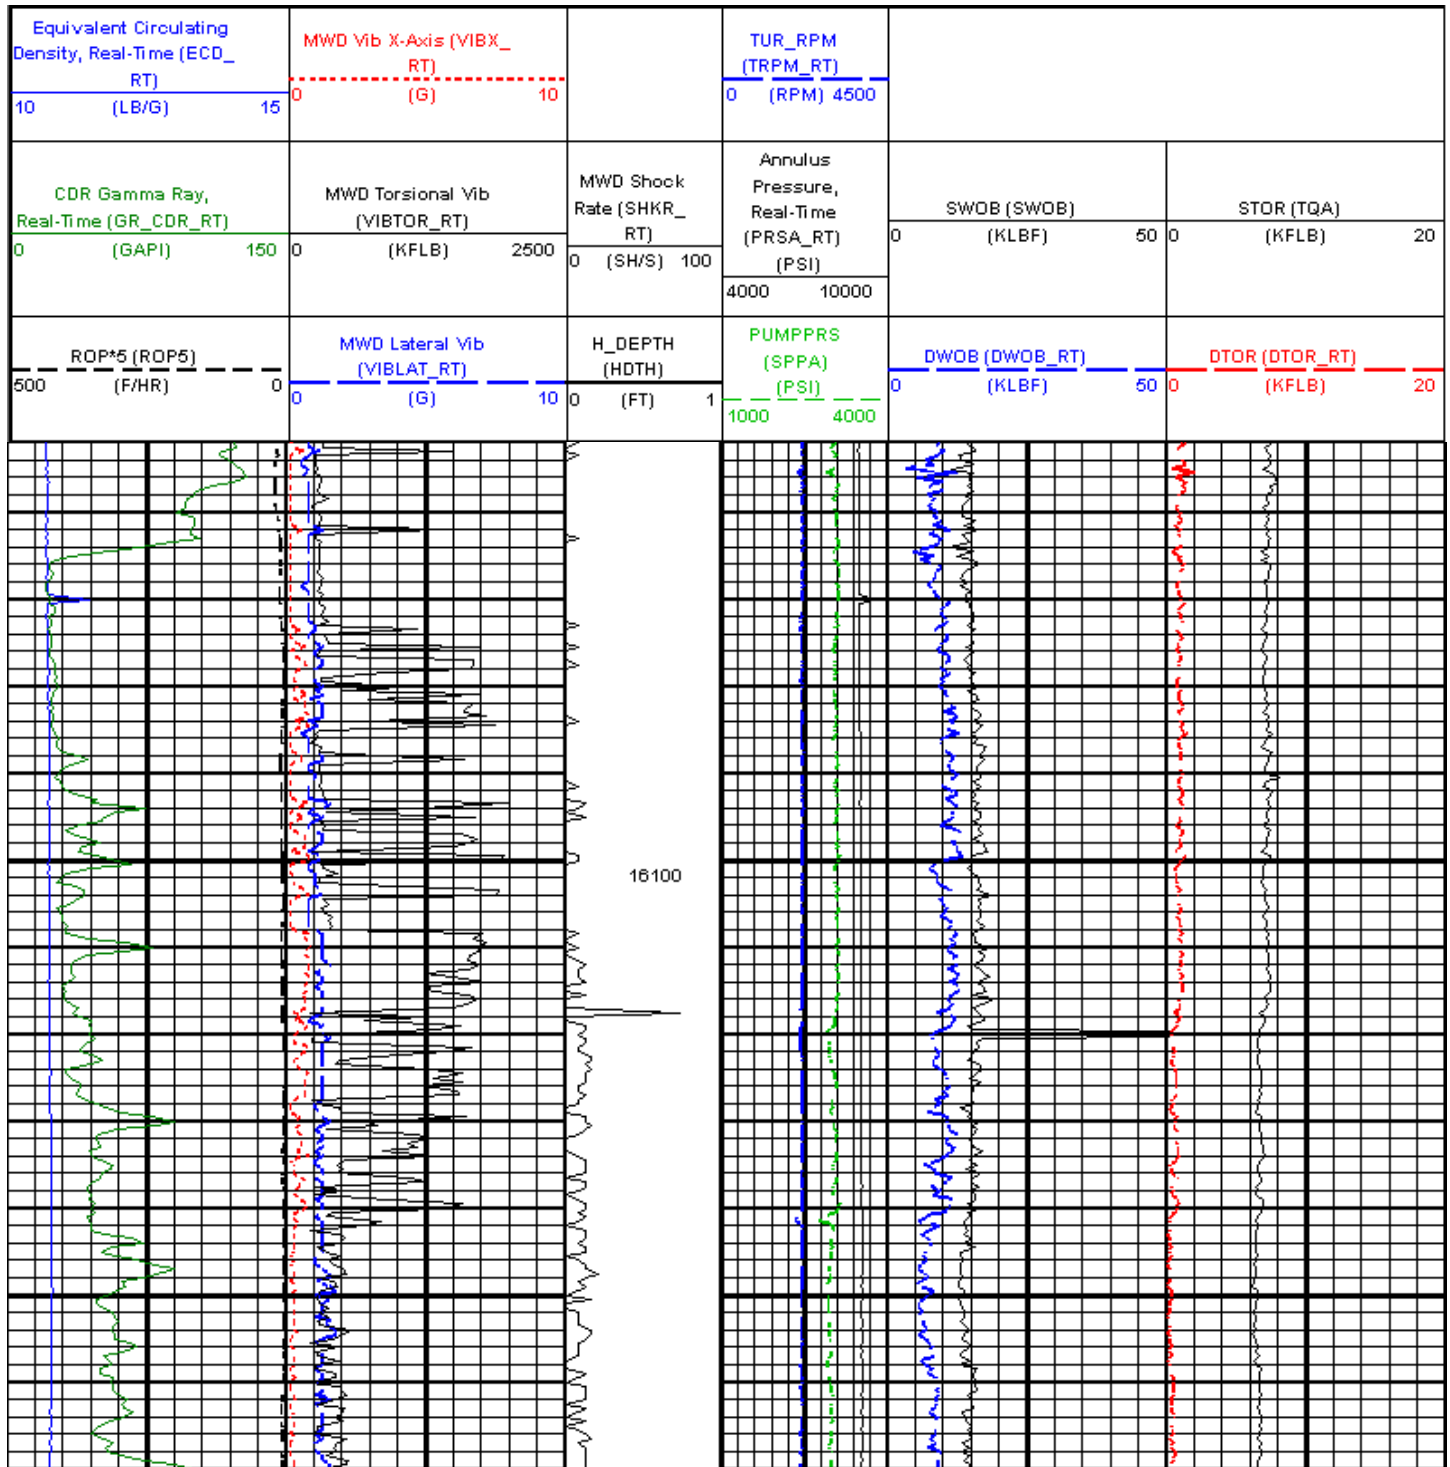 Equivalent Circulating
Density, Real-Time (ECD_
RT)
10 (LB/G) 15
MWD Vib X-Axis (VIBX_
RT)
0 (G) 10
TUR_RPM
(TRPM_RT)
0 (RPM) 4500
CDR Gamma Ray,
Real-Time (GR_CDR_RT)
0 (GAPI) 150
MWD Torsional Vib
(VIBTOR_RT)
0 (KFLB) 2500
MWD Shock
Rate (SHKR_
RT)
0 (SH/S) 100
Annulus
Pressure,
Real-Time
(PRSA_RT)
(PSI)
4000 10000
SWOB (SWOB)
0 (KLBF) 50
STOR (TQA)
0 (KFLB) 20
ROP*5 (ROP5)
500 (F/HR) 0
MWD Lateral Vib
(VIBLAT_RT)
0 (G) 10
H_DEPTH
(HDTH)
0 (FT) 1
PUMPPRS
(SPPA)
(PSI)
1000 4000
DWOB (DWOB_RT)
0 (KLBF) 50
DTOR (DTOR_RT)
0 (KFLB) 20
16100